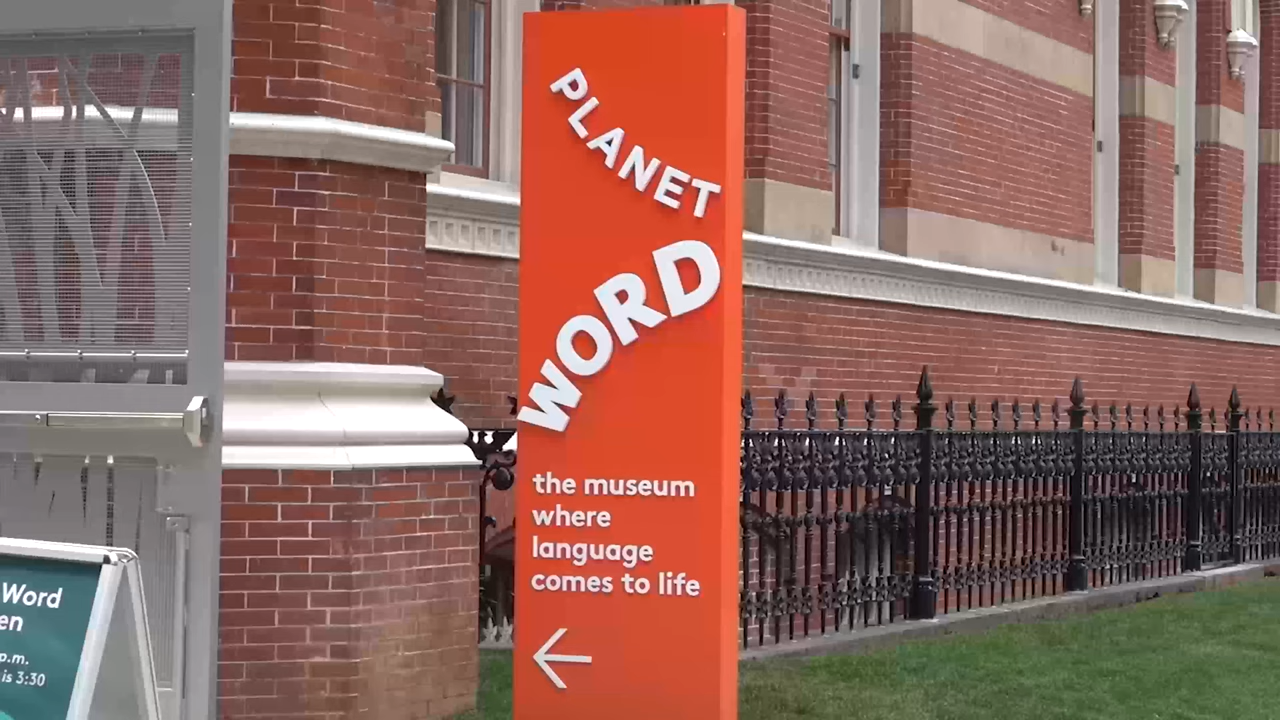 PLANET
WORD
the museum
where
language
comes to life
←
Word
en
p.m.
is 3:30